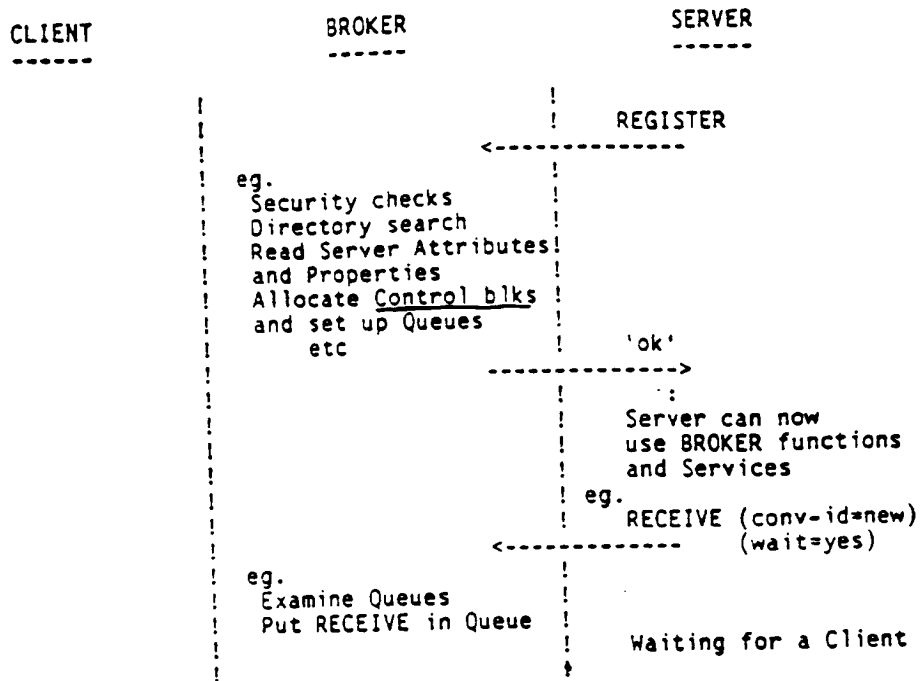 CLIENT BROKER SERVER
------ ------ ------
REGISTER
<--------------
eg.
Security checks
Directory search
Read Server Attributes
and Properties
Allocate Control blks
and set up Queues
etc
'ok'
-------------->
:
Server can now
use BROKER functions
and Services
eg.
RECEIVE (conv-id=new)
<-------------- (wait=yes)
eg.
Examine Queues
Put RECEIVE in Queue
Waiting for a Client